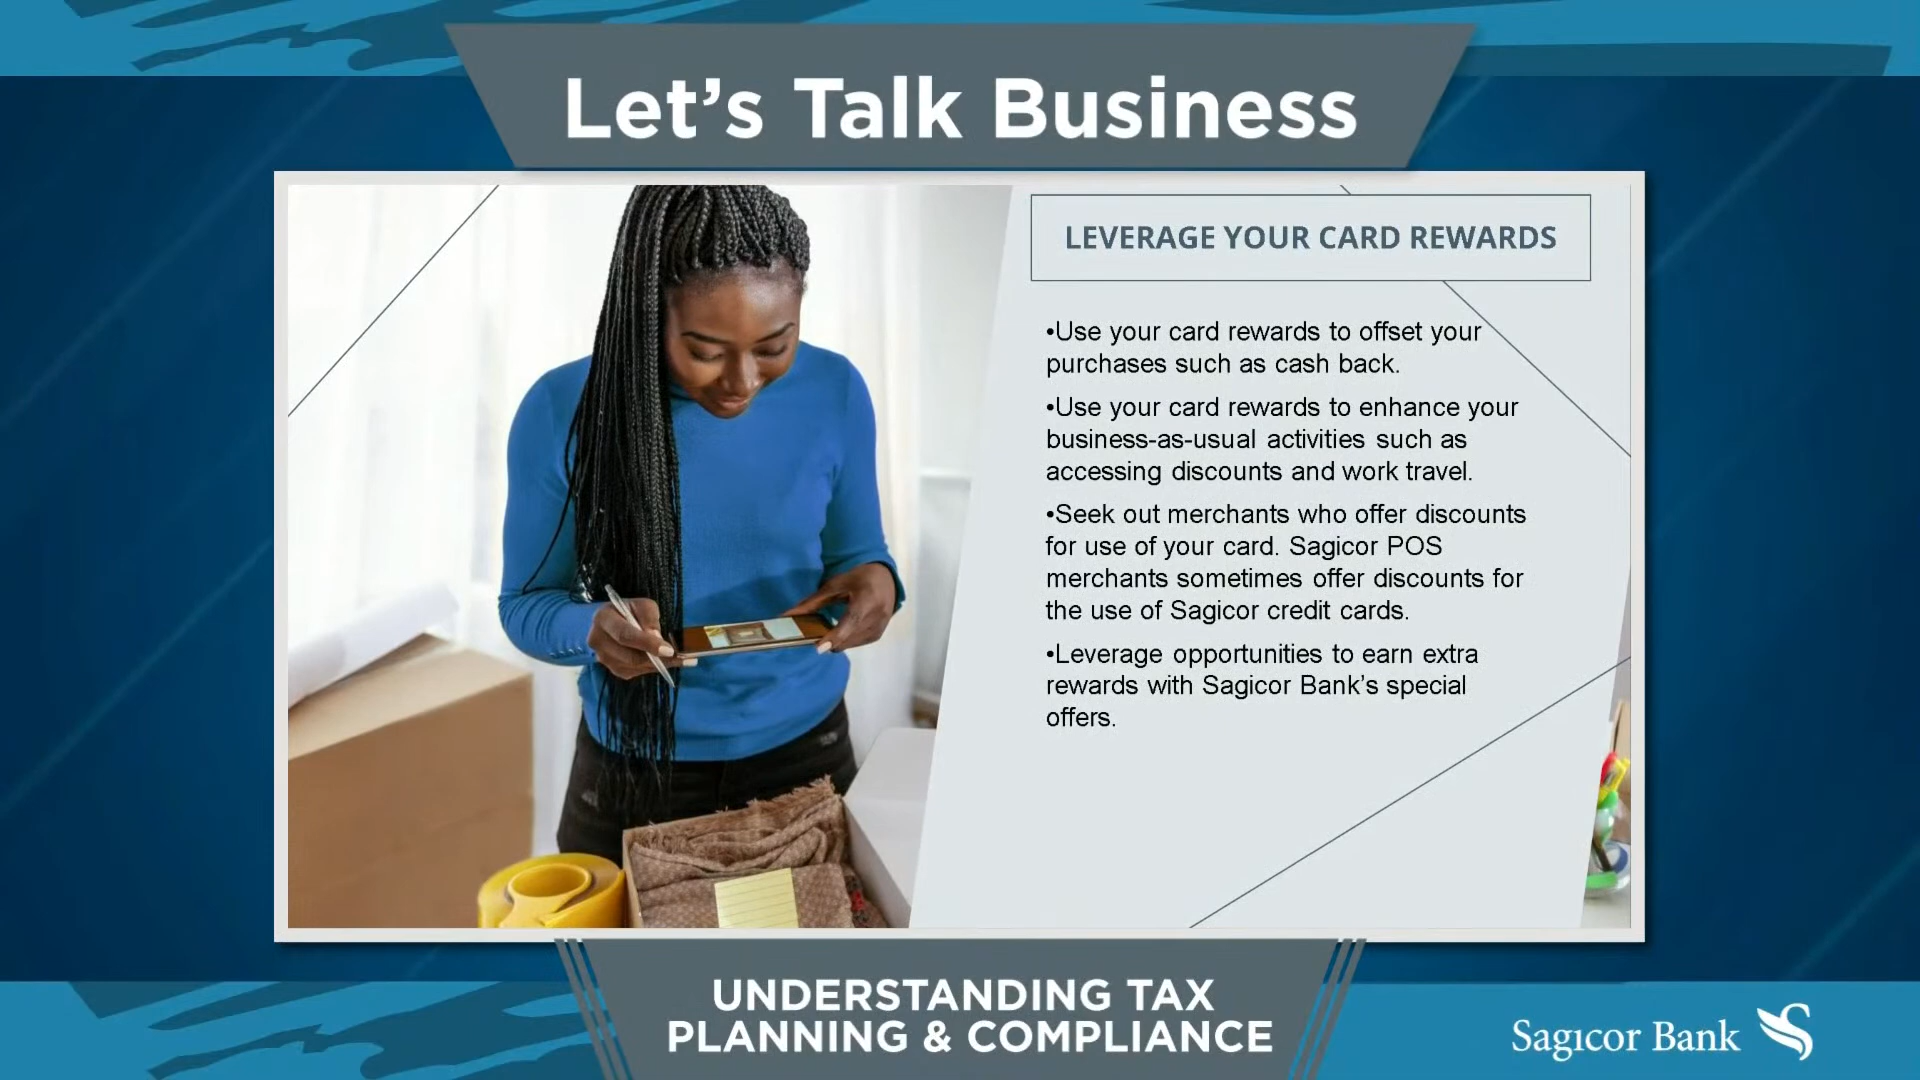 Let’s Talk Business
LEVERAGE YOUR CARD REWARDS
•Use your card rewards to offset your
purchases such as cash back.
•Use your card rewards to enhance your
business-as-usual activities such as
accessing discounts and work travel.
•Seek out merchants who offer discounts
for use of your card. Sagicor POS
merchants sometimes offer discounts for
the use of Sagicor credit cards.
•Leverage opportunities to earn extra
rewards with Sagicor Bank’s special
offers.
UNDERSTANDING TAX
PLANNING & COMPLIANCE
Sagicor Bank